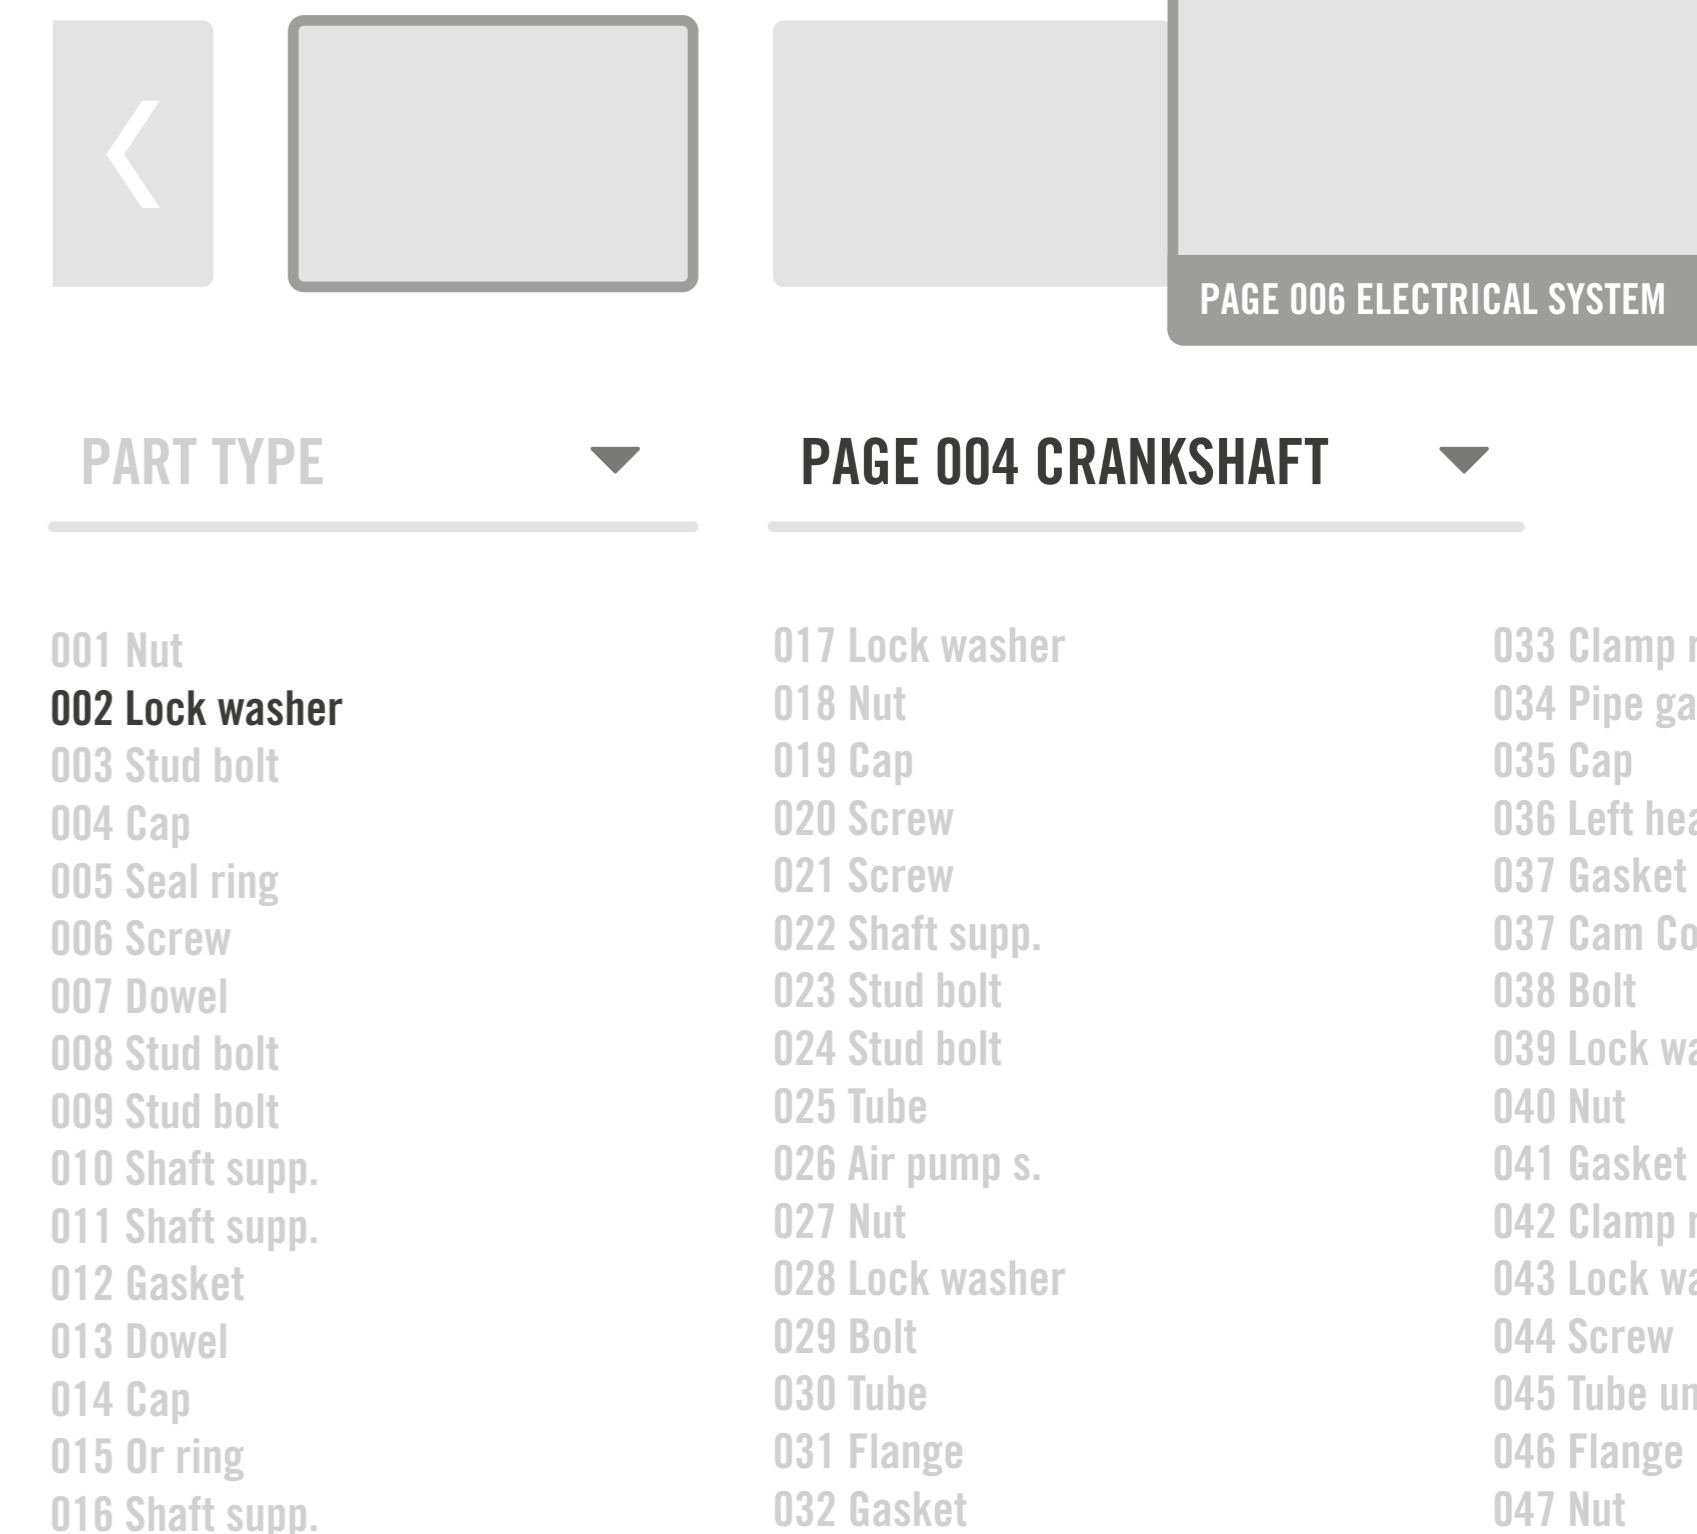 PAGE 006 ELECTRICAL SYSTEM
PART TYPE
PAGE 004 CRANKSHAFT
001 Nut
002 Lock washer
003 Stud bolt
004 Cap
005 Seal ring
006 Screw
007 Dowel
008 Stud bolt
009 Stud bolt
010 Shaft supp.
011 Shaft supp.
012 Gasket
013 Dowel
014 Cap
015 Or ring
016 Shaft supp.
017 Lock washer
018 Nut
019 Cap
020 Screw
021 Screw
022 Shaft supp.
023 Stud bolt
024 Stud bolt
025 Tube
026 Air pump s.
027 Nut
028 Lock washer
029 Bolt
030 Tube
031 Flange
032 Gasket
033 Clamp
034 Pipe
035 Cap
036 Left
037 Gasket
037 Cam
038 Bolt
039 Lock
040 Nut
041 Gasket
042 Clamp
043 Lock
044 Screw
045 Tube
046 Flange
047 Nut